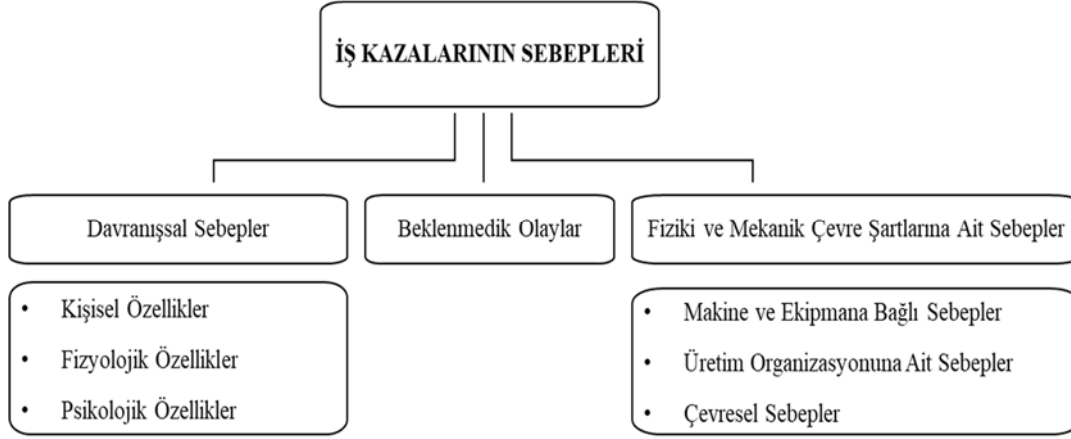 İŞ KAZALARININ SEBEPLERİ
Davranışsal Sebepler
Beklenmedik Olaylar
Fiziki ve Mekanik Çevre Şartlarına Ait Sebepler
• Kişisel Özellikler
• Fizyolojik Özellikler
• Psikolojik Özellikler
• Makine ve Ekipmana Bağlı Sebepler
• Üretim Organizasyonuna Ait Sebepler
• Çevresel Sebepler